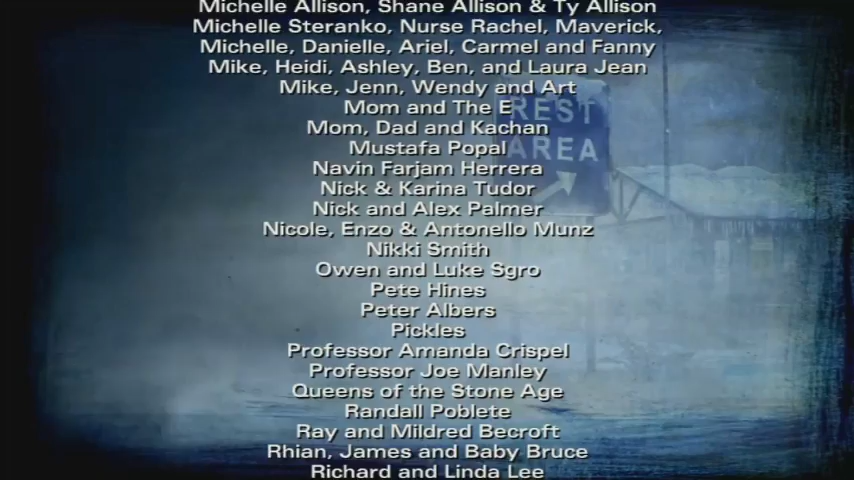 Michelle Allison, Shane Allison & Ty Allison
Michelle Steranko, Nurse Rachel, Maverick,
Michelle, Danielle, Ariel, Carmel and Fanny
Mike, Heidi, Ashley, Ben, and Laura Jean
Mike, Jenn, Wendy and Art
Mom and The E
Mom, Dad and Kachan
Mustafa Popal
Navin Farjam Herrera
Nick & Karina Tudor
Nick and Alex Palmer
Nicole, Enzo & Antonello Munz
Nikki Smith
Owen and Luke Sgro
Pete Hines
Peter Albers
Pickles
Professor Amanda Crispel
Professor Joe Manley
Queens of the Stone Age
Randall Poblete
Ray and Mildred Becroft
Rhian, James and Baby Bruce
Richard and Linda Lee
REST
AREA